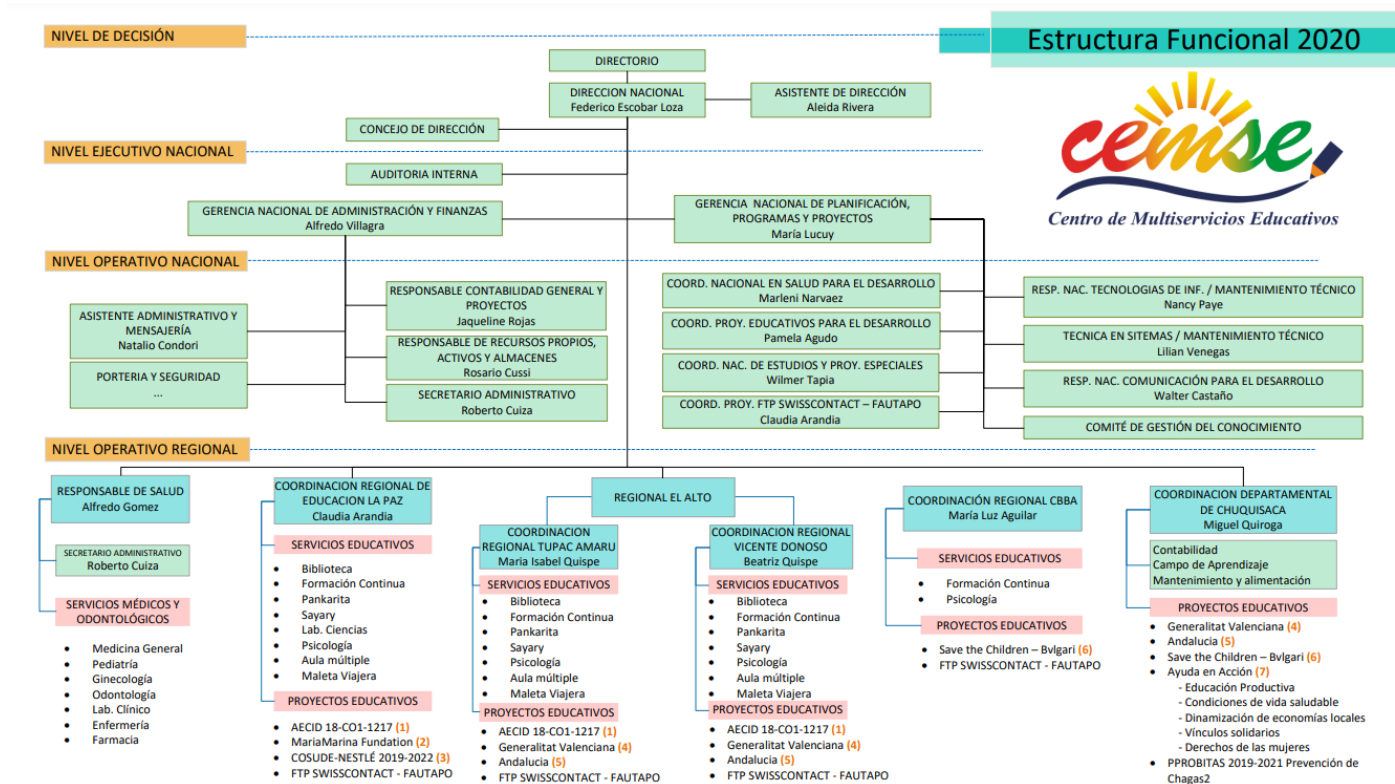 NIVEL DE DECISIÓN
Estructura Funcional 2020
DIRECTORIO
DIRECCION NACIONAL
Federico Escobar Loza
ASISTENTE DE DIRECCIÓN
Aleida Rivera
CONCEJO DE DIRECCIÓN
cemse
Centro de Multiservicios Educativos
NIVEL EJECUTIVO NACIONAL
AUDITORIA INTERNA
GERENCIA NACIONAL DE ADMINISTRACIÓN Y FINANZAS
Alfredo Villagra
GERENCIA NACIONAL DE PLANIFICACIÓN,
PROGRAMAS Y PROYECTOS
María Lucuy
NIVEL OPERATIVO NACIONAL
ASISTENTE ADMINISTRATIVO Y
MENSAJERÍA
Natalio Condori
PORTERIA Y SEGURIDAD
...
RESPONSABLE CONTABILIDAD GENERAL Y
PROYECTOS
Jaqueline Rojas
RESPONSABLE DE RECURSOS PROPIOS,
ACTIVOS Y ALMACENES
Rosario Cussi
SECRETARIO ADMINISTRATIVO
Roberto Cuiza
COORD. NACIONAL EN SALUD PARA EL DESARROLLO
Marleni Narvaez
COORD. PROY. EDUCATIVOS PARA EL DESARROLLO
Pamela Agudo
COORD. NAC. DE ESTUDIOS Y PROY. ESPECIALES
Wilmer Tapia
COORD. PROY. FTP SWISSCONTACT – FAUTAPO
Claudia Arandia
RESP. NAC. TECNOLOGIAS DE INF. / MANTENIMIENTO TÉCNICO
Nancy Paye
TECNICA EN SITEMAS / MANTENIMIENTO TÉCNICO
Lilian Venegas
RESP. NAC. COMUNICACIÓN PARA EL DESARROLLO
Walter Castaño
COMITÉ DE GESTIÓN DEL CONOCIMIENTO
NIVEL OPERATIVO REGIONAL
RESPONSABLE DE SALUD
Alfredo Gomez
SECRETARIO ADMINISTRATIVO
Roberto Cuiza
SERVICIOS MÉDICOS Y
ODONTOLÓGICOS
• Medicina General
• Pediatría
• Ginecología
• Odontología
• Lab. Clínico
• Enfermería
• Farmacia
COORDINACION REGIONAL DE
EDUCACION LA PAZ
Claudia Arandia
SERVICIOS EDUCATIVOS
• Biblioteca
• Formación Continua
• Pankarita
• Sayary
• Lab. Ciencias
• Psicología
• Aula múltiple
• Maleta Viajera
PROYECTOS EDUCATIVOS
• AECID 18-CO1-1217 (1)
• MariaMarina Fundation (2)
• COSUDE-NESTLÉ 2019-2022 (3)
• FTP SWISSCONTACT - FAUTAPO
REGIONAL EL ALTO
COORDINACION
REGIONAL TUPAC AMARU
Maria Isabel Quispe
SERVICIOS EDUCATIVOS
• Biblioteca
• Formación Continua
• Pankarita
• Sayary
• Psicología
• Aula múltiple
• Maleta Viajera
PROYECTOS EDUCATIVOS
• AECID 18-CO1-1217 (1)
• Generalitat Valenciana (4)
• Andalucia (5)
• FTP SWISSCONTACT - FAUTAPO
COORDINACION REGIONAL
VICENTE DONOSO
Beatriz Quispe
SERVICIOS EDUCATIVOS
• Biblioteca
• Formación Continua
• Pankarita
• Sayary
• Psicología
• Aula múltiple
• Maleta Viajera
PROYECTOS EDUCATIVOS
• AECID 18-CO1-1217 (1)
• Generalitat Valenciana (4)
• Andalucia (5)
• FTP SWISSCONTACT - FAUTAPO
COORDINACIÓN REGIONAL CBBA
María Luz Aguilar
SERVICIOS EDUCATIVOS
• Formación Continua
• Psicología
PROYECTOS EDUCATIVOS
• Save the Children – Bvlgari (6)
• FTP SWISSCONTACT - FAUTAPO
COORDINACION DEPARTAMENTAL
DE CHUQUISACA
Miguel Quiroga
Contabilidad
Campo de Aprendizaje
Mantenimiento y alimentación
PROYECTOS EDUCATIVOS
• Generalitat Valenciana (4)
• Andalucia (5)
• Save the Children – Bvlgari (6)
• Ayuda en Acción (7)
- Educación Productiva
- Condiciones de vida saludable
- Dinamización de economías locales
- Vínculos solidarios
- Derechos de las mujeres
• PPROBITAS 2019-2021 Prevención de
Chagas2